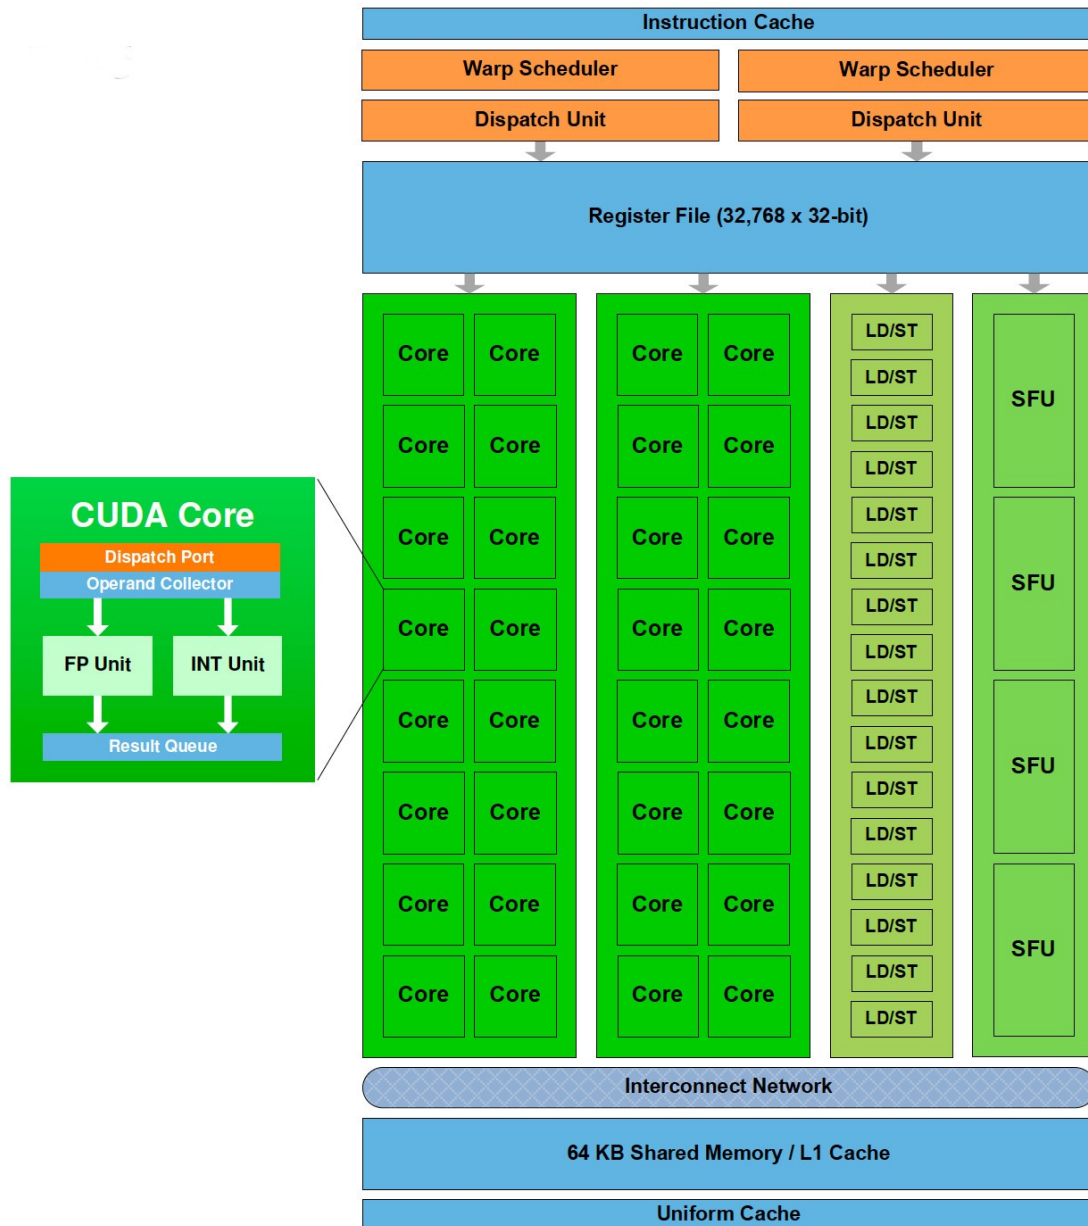 Instruction Cache
Warp Scheduler
Warp Scheduler
Dispatch Unit
Dispatch Unit
Register File (32,768 x 32-bit)
Core Core Core Core LD/ST
LD/ST
SFU
Core Core Core Core LD/ST
LD/ST
Core Core Core Core LD/ST
LD/ST
SFU
Core Core Core Core LD/ST
LD/ST
Core Core Core Core LD/ST
LD/ST
SFU
Core Core Core Core LD/ST
LD/ST
Core Core Core Core LD/ST
LD/ST
SFU
Core Core Core Core LD/ST
LD/ST
CUDA Core
Dispatch Port
Operand Collector
FP Unit INT Unit
Result Queue
Interconnect Network
64 KB Shared Memory / L1 Cache
Uniform Cache